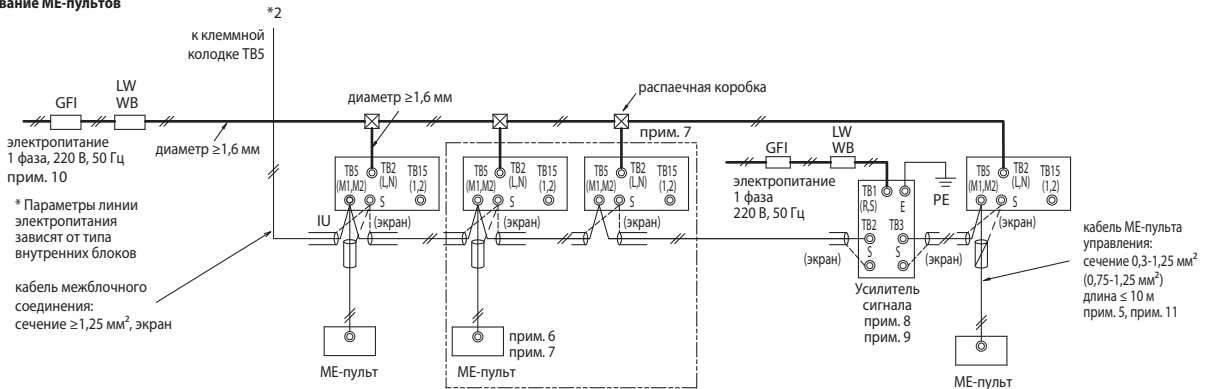 вание МЕ-пультов
*2
к клеммной
колодке TB5
GFI
LW
WB
диаметр ≥1,6 мм
распаечная коробка
электропитание
1 фаза, 220 В, 50 Гц
прим. 10
диаметр ≥1,6 мм
прим. 7
* Параметры линии
электропитания
зависят от типа
внутренних блоков
кабель межблочного
соединения:
сечение ≥1,25 мм², экран
TB5
(M1,M2)
TB2
(L,N)
TB15
(1,2)
S
IU
(экран)
МЕ-пульт
TB5
(M1,M2)
TB2
(L,N)
TB15
(1,2)
S
(экран)
прим. 6
прим. 7
МЕ-пульт
TB5
(M1,M2)
TB2
(L,N)
TB15
(1,2)
S
(экран)
GFI
LW
WB
электропитание
1 фаза
220 В, 50 Гц
TB1
(R,S)
E
PE
TB2
TB3
S
S
(экран)
(экран)
Усилитель
сигнала
прим. 8
прим. 9
TB5
(M1,M2)
TB2
(L,N)
TB15
(1,2)
S
(экран)
МЕ-пульт
кабель МЕ-пульта
управления:
сечение 0,3-1,25 мм²
(0,75-1,25 мм²)
длина ≤ 10 м
прим. 5, прим. 11